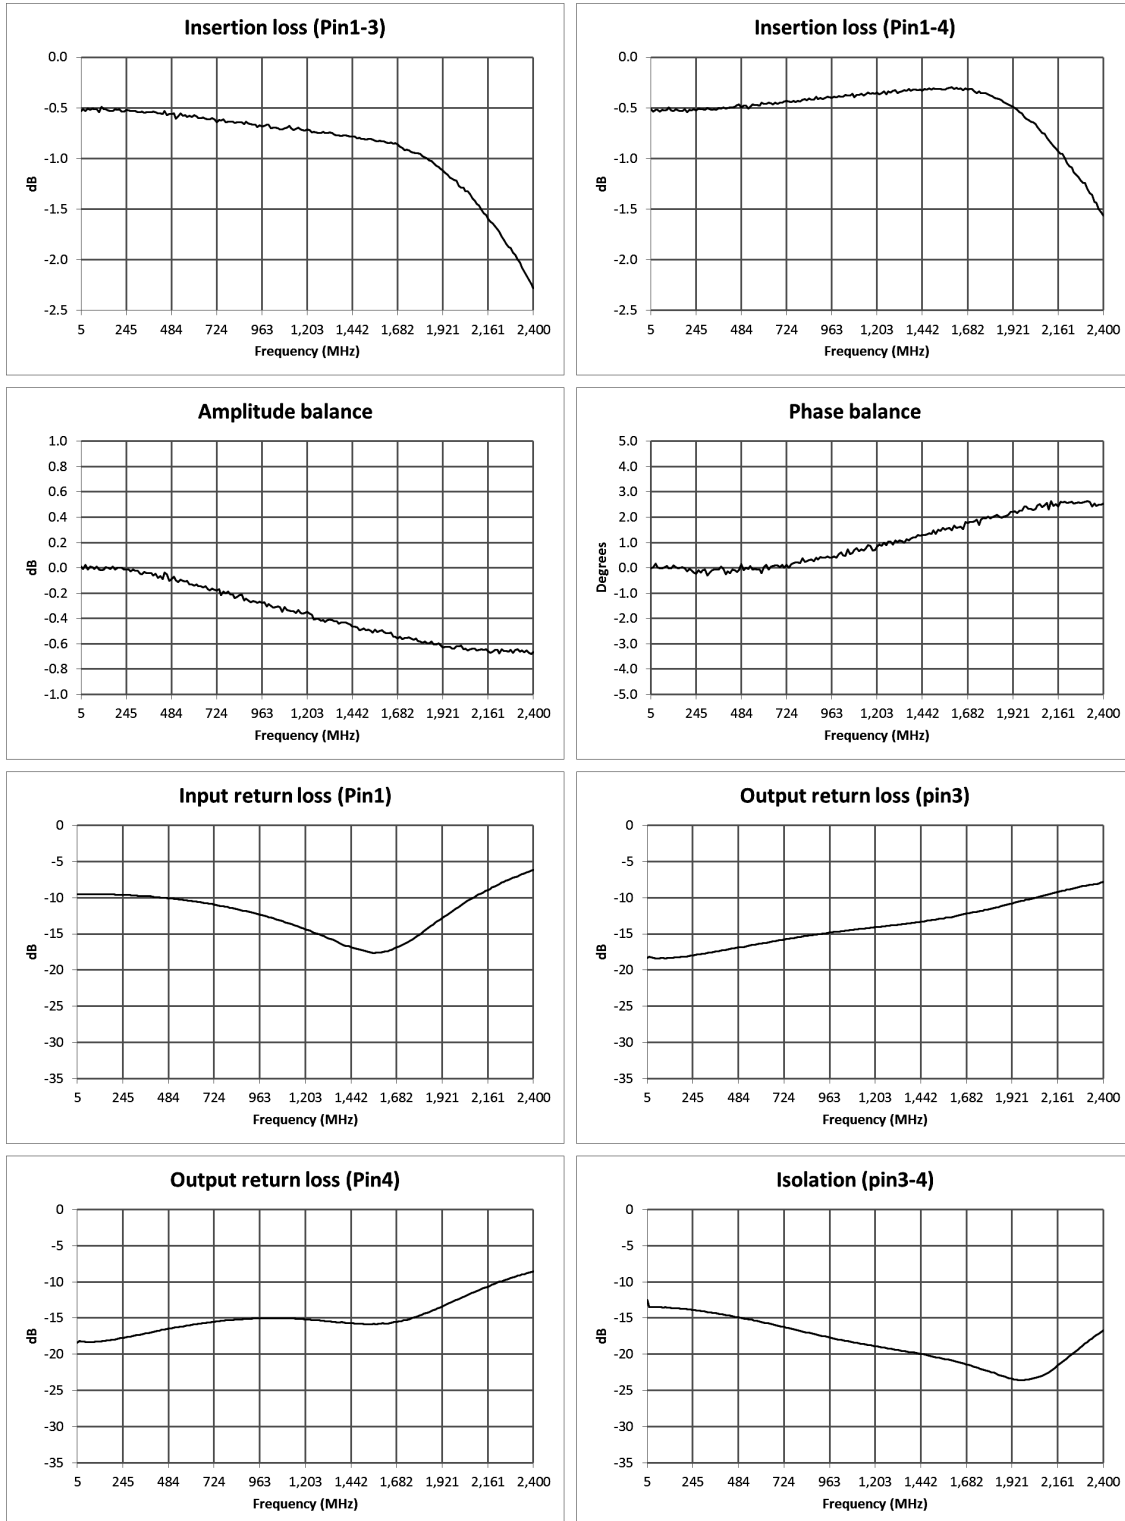 Insertion loss (Pin1-3)
0.0
-0.5
-1.0
-1.5
-2.0
-2.5
dB
5 245 484 724 963 1,203 1,442 1,682 1,921 2,161 2,400
Frequency (MHz)
Insertion loss (Pin1-4)
0.0
-0.5
-1.0
-1.5
-2.0
-2.5
dB
5 245 484 724 963 1,203 1,442 1,682 1,921 2,161 2,400
Frequency (MHz)
Amplitude balance
1.0
0.8
0.6
0.4
0.2
0.0
-0.2
-0.4
-0.6
-0.8
-1.0
dB
5 245 484 724 963 1,203 1,442 1,682 1,921 2,161 2,400
Frequency (MHz)
Phase balance
5.0
4.0
3.0
2.0
1.0
0.0
-1.0
-2.0
-3.0
-4.0
-5.0
Degrees
5 245 484 724 963 1,203 1,442 1,682 1,921 2,161 2,400
Frequency (MHz)
Input return loss (Pin1)
0
-5
-10
-15
-20
-25
-30
-35
dB
5 245 484 724 963 1,203 1,442 1,682 1,921 2,161 2,400
Frequency (MHz)
Output return loss (pin3)
0
-5
-10
-15
-20
-25
-30
-35
dB
5 245 484 724 963 1,203 1,442 1,682 1,921 2,161 2,400
Frequency (MHz)
Output return loss (Pin4)
0
-5
-10
-15
-20
-25
-30
-35
dB
5 245 484 724 963 1,203 1,442 1,682 1,921 2,161 2,400
Frequency (MHz)
Isolation (pin3-4)
0
-5
-10
-15
-20
-25
-30
-35
dB
5 245 484 724 963 1,203 1,442 1,682 1,921 2,161 2,400
Frequency (MHz)